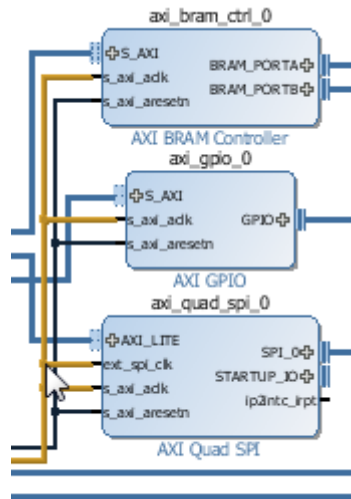 axi_bram_ctrl_0
S_AXI
BRAM_PORTA
s_axi_aclk
BRAM_PORTB
s_axi_aresetn
AXI BRAM Controller
axi_gpio_0
S_AXI
s_axi_aclk
GPIO
s_axi_aresetn
AXI GPIO
axi_quad_spi_0
AXI_LITE
SPI_0
ext_spi_clk
STARTUP_IO
s_axi_aclk
ip2intc_irpt
s_axi_aresetn
AXI Quad SPI